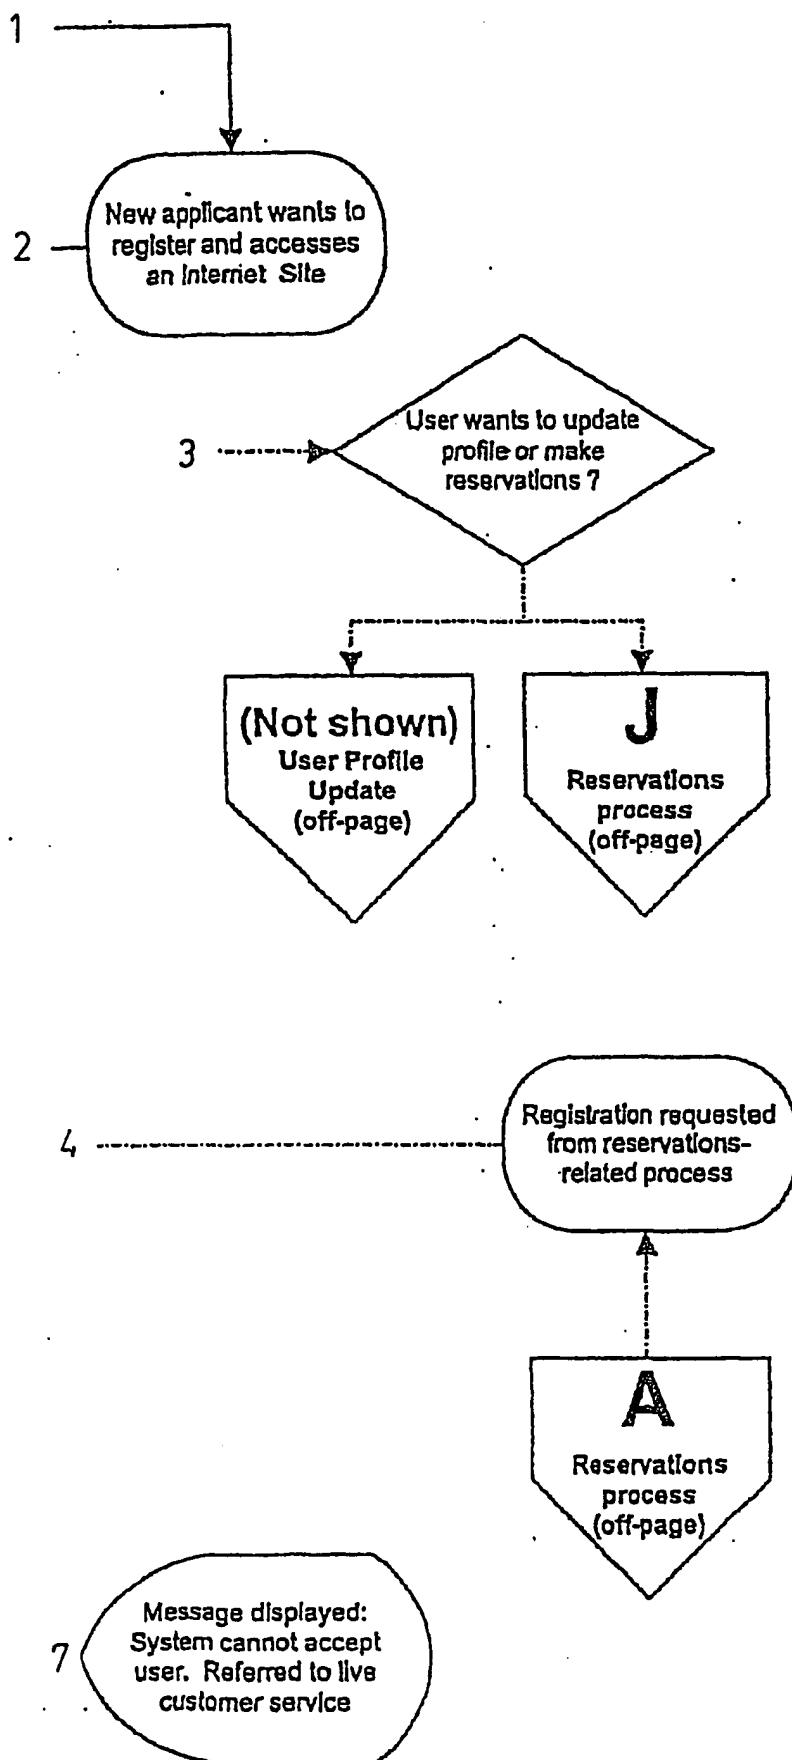 1
New applicant wants to
register and accesses
an Internet Site
2
User wants to update
profile or make
reservations ?
3
(Not shown)
User Profile
Update
(off-page)
J
Reservations
process
(off-page)
4
Registration requested
from reservations-
related process
A
Reservations
process
(off-page)
7
Message displayed:
System cannot accept
user. Referred to live
customer service